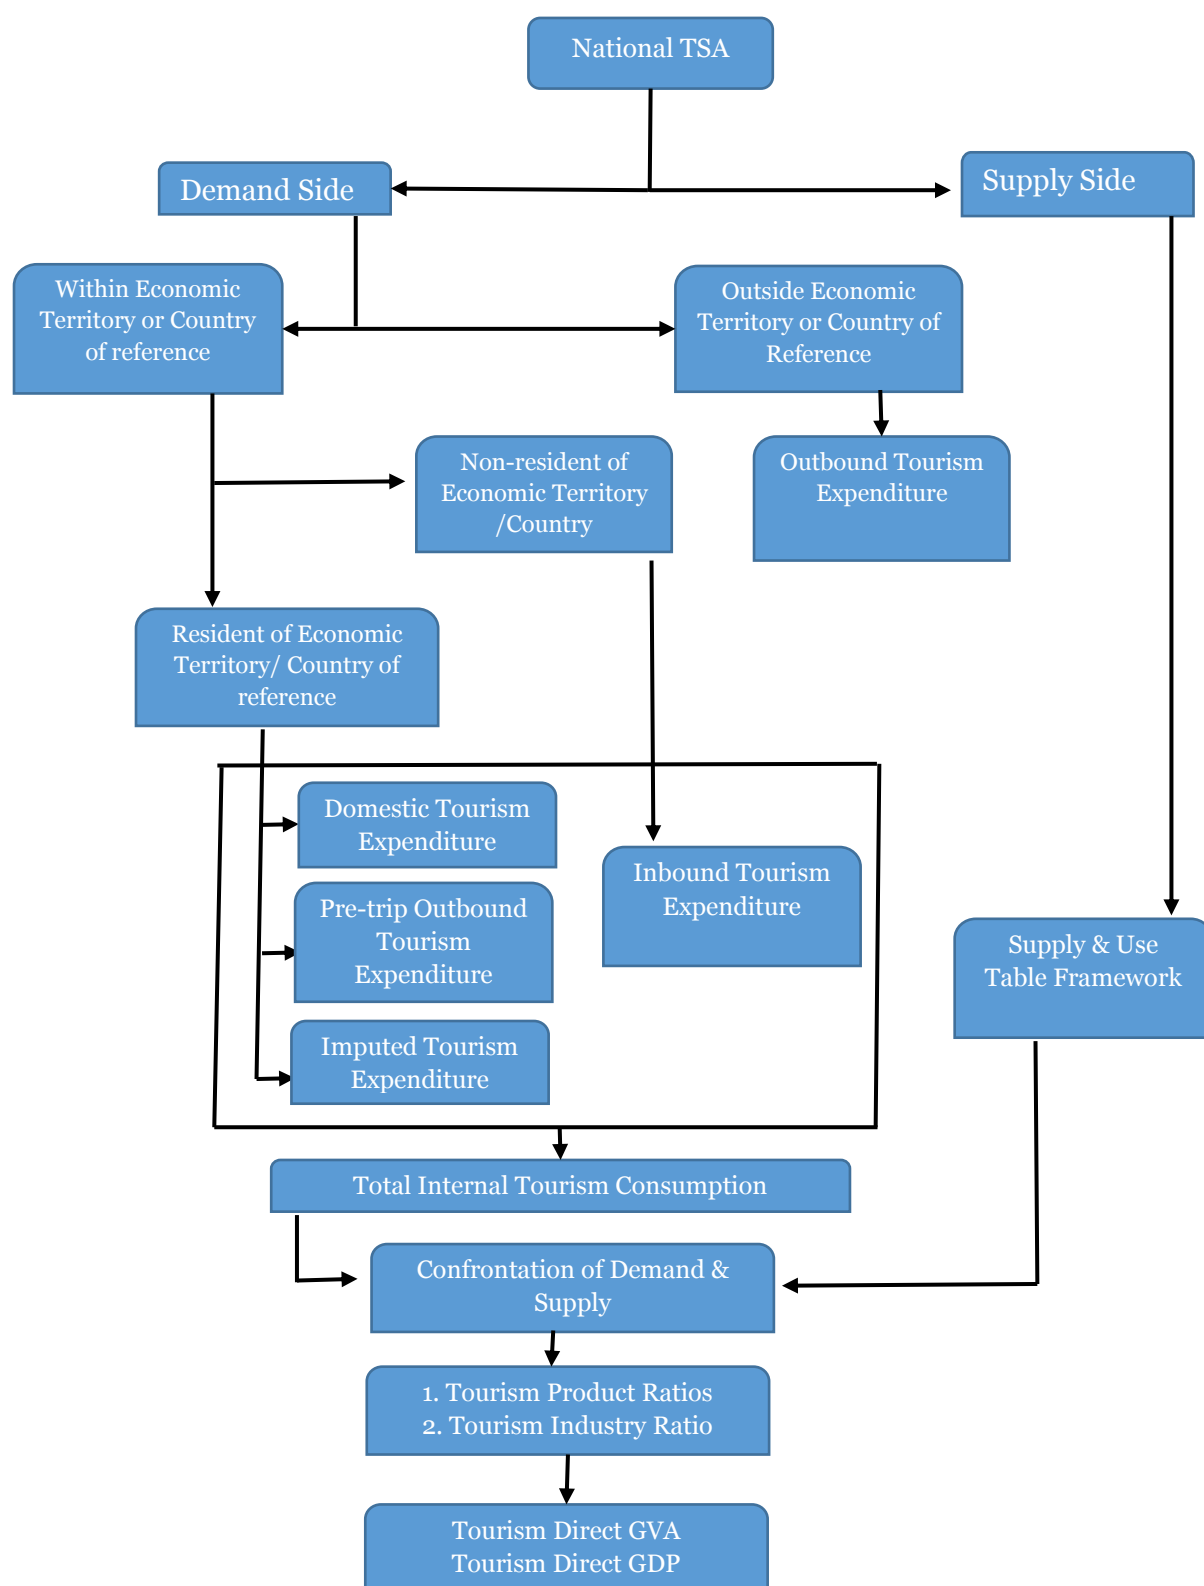 National TSA
Demand Side
Supply Side
Within Economic
Territory or Country
of reference
Outside Economic
Territory or Country of
Reference
Non-resident of
Economic Territory
/Country
Outbound Tourism
Expenditure
Resident of Economic
Territory/ Country of
reference
Domestic Tourism
Expenditure
Pre-trip Outbound
Tourism
Expenditure
Imputed Tourism
Expenditure
Inbound Tourism
Expenditure
Supply & Use
Table Framework
Total Internal Tourism Consumption
Confrontation of Demand &
Supply
1. Tourism Product Ratios
2. Tourism Industry Ratio
Tourism Direct GVA
Tourism Direct GDP